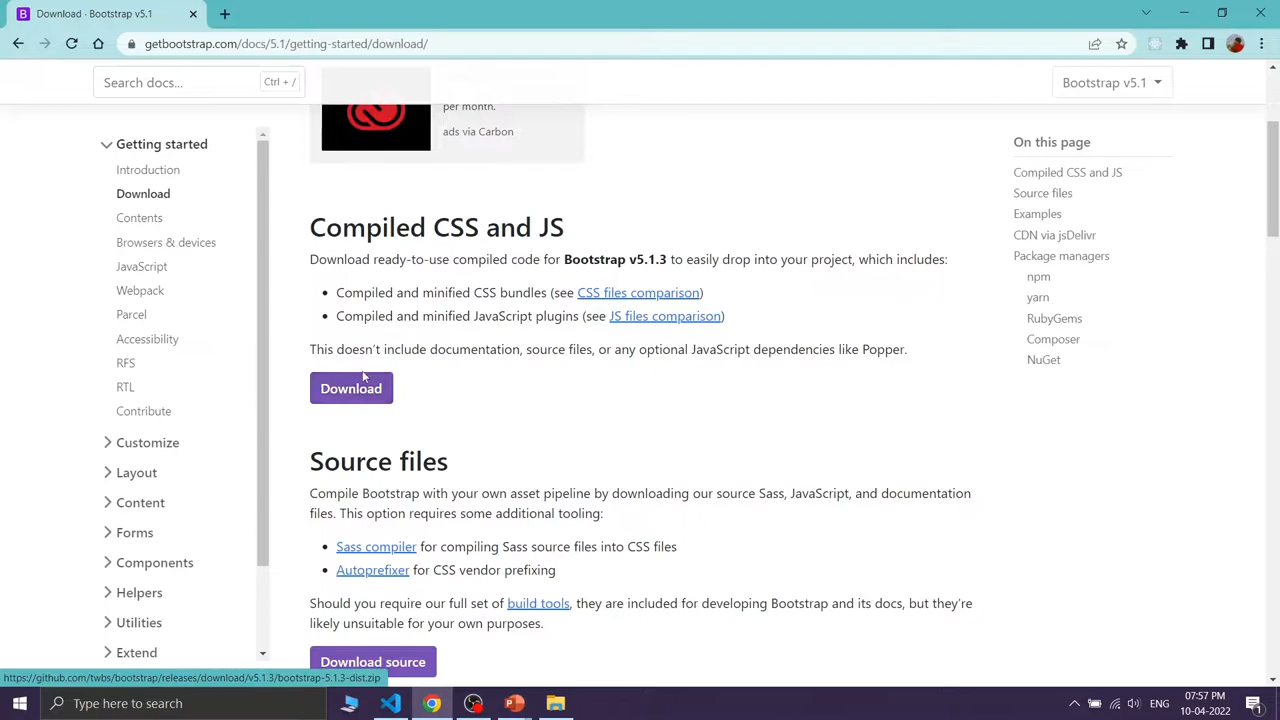 Download · Bootstrap v5.1
getbootstrap.com/docs/5.1/getting-started/download/
Search docs... Ctrl + /
Bootstrap v5.1
per month.
ads via Carbon
Getting started
Introduction
Download
Contents
Browsers & devices
JavaScript
Webpack
Parcel
Accessibility
RFS
RTL
Contribute
Customize
Layout
Content
Forms
Components
Helpers
Utilities
Extend
Compiled CSS and JS
Download ready-to-use compiled code for Bootstrap v5.1.3 to easily drop into your project, which includes:
• Compiled and minified CSS bundles (see CSS files comparison)
• Compiled and minified JavaScript plugins (see JS files comparison)
This doesn’t include documentation, source files, or any optional JavaScript dependencies like Popper.
Download
Source files
Compile Bootstrap with your own asset pipeline by downloading our source Sass, JavaScript, and documentation
files. This option requires some additional tooling:
• Sass compiler for compiling Sass source files into CSS files
• Autoprefixer for CSS vendor prefixing
Should you require our full set of build tools, they are included for developing Bootstrap and its docs, but they’re
likely unsuitable for your own purposes.
Download source
On this page
Compiled CSS and JS
Source files
Examples
CDN via jsDelivr
Package managers
npm
yarn
RubyGems
Composer
NuGet
https://github.com/twbs/bootstrap/releases/download/v5.1.3/bootstrap-5.1.3-dist.zip
Type here to search
ENG
07:57 PM
10-04-2022